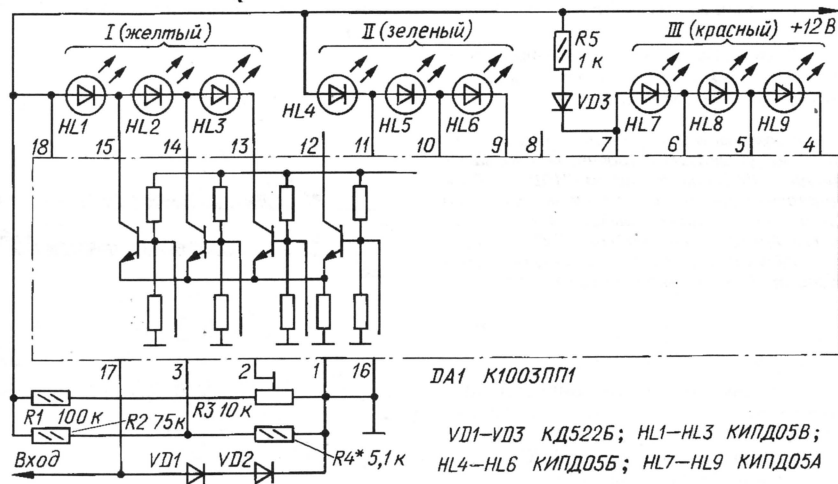 I (желтый) II (зеленый) III (красный) +12 В
R5
1 к
VD3
HL1 HL2 HL3 HL4 HL5 HL6 HL7 HL8 HL9
18 15 14 13 12 11 10 9 8 7 6 5 4
17 3 2 1 16
DA1 К1003ПП1
R1 100 к R2 75к R3 10к
R4* 5,1 к
Вход VD1 VD2
VD1-VD3 КД522Б; HL1-HL3 КИПД05В;
HL4-HL6 КИПД05Б; HL7-HL9 КИПД05А